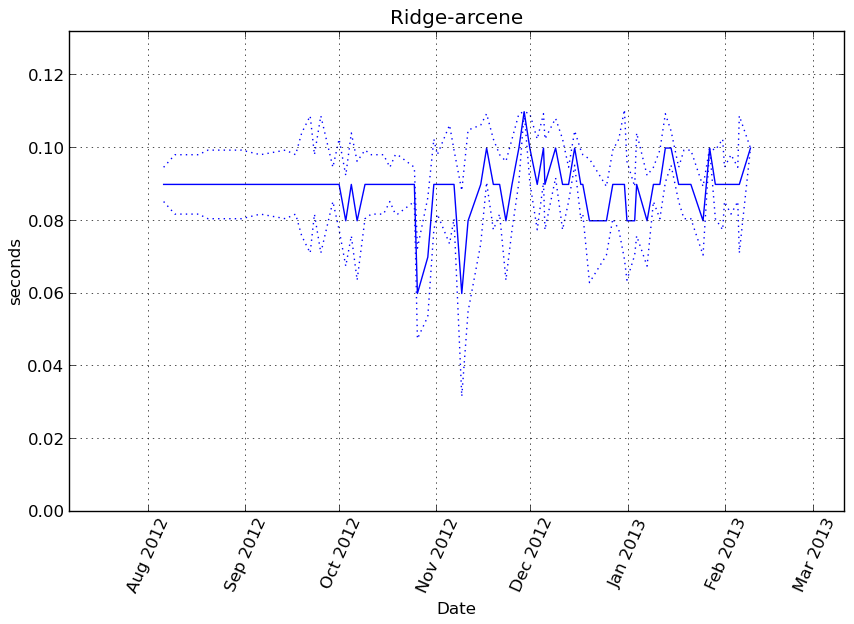 Ridge-arcene
0.12
0.10
0.08
0.06
0.04
0.02
0.00
seconds
Aug 2012
Sep 2012
Oct 2012
Nov 2012
Dec 2012
Jan 2013
Feb 2013
Mar 2013
Date